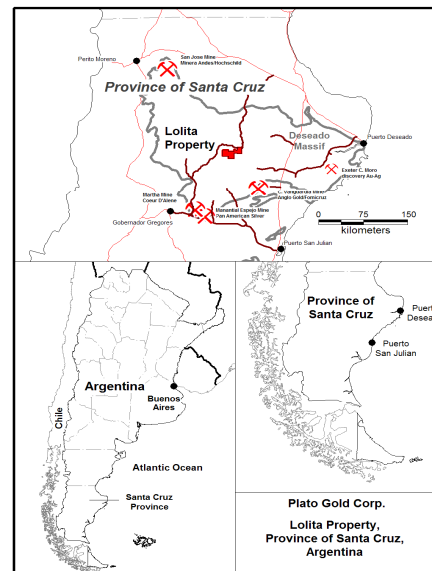 San Jose Mine
Minera Andes/Hochschild
Perito Moreno
Province of Santa Cruz
Lolita
Property
Deseado
Massif
Puerto Deseado
Exeter C. Moro
discovery Au-Ag
Martha Mine
Coeur D'Alene
C. Vanguardia Mine
Anglo Gold/Fomicruz
Manantial Espejo Mine
Pan American Silver
Gobernador Gregores
0 75 150
kilometers
Puerto San Julian
Argentina
Buenos
Aires
Chile
Atlantic Ocean
Santa Cruz
Province
Province of
Santa Cruz
Puerto
Desea
Puerto
San Julian
Plato Gold Corp.
Lolita Property,
Province of Santa Cruz,
Argentina